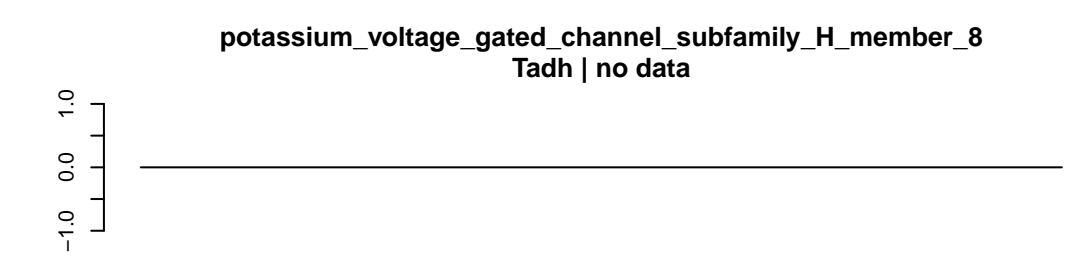 potassium_voltage_gated_channel_subfamily_H_member_8
Tadh | no data
1.0
0.0
−1.0